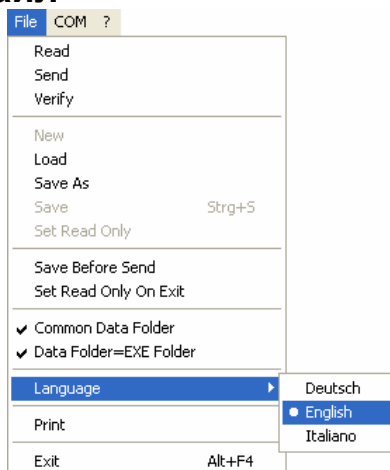 File COM ?
Read
Send
Verify
New
Load
Save As
Save Strg+S
Set Read Only
Save Before Send
Set Read Only On Exit
Common Data Folder
Data Folder=EXE Folder
Language Deutsch
English
Italiano
Print
Exit Alt+F4